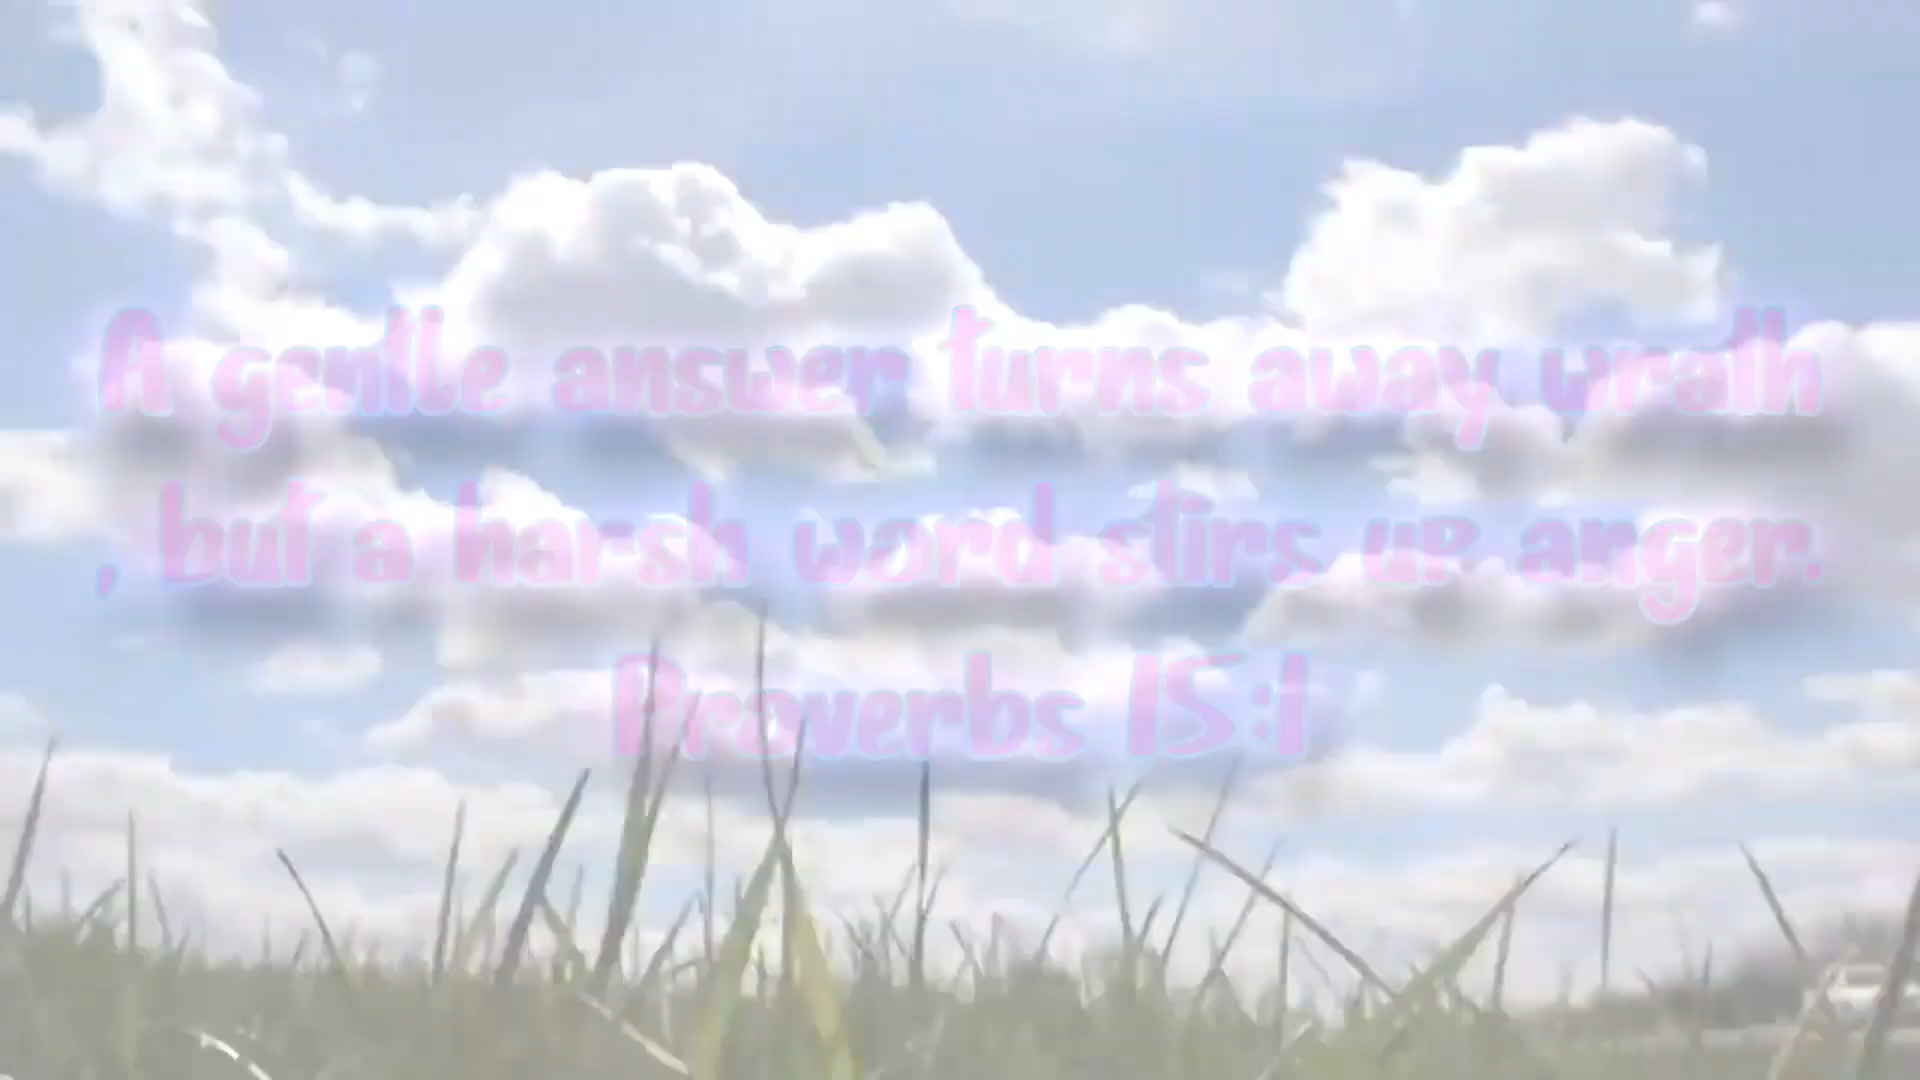 A gentle answer turns away wrath
, but a harsh word stirs up anger.
Proverbs 15:1